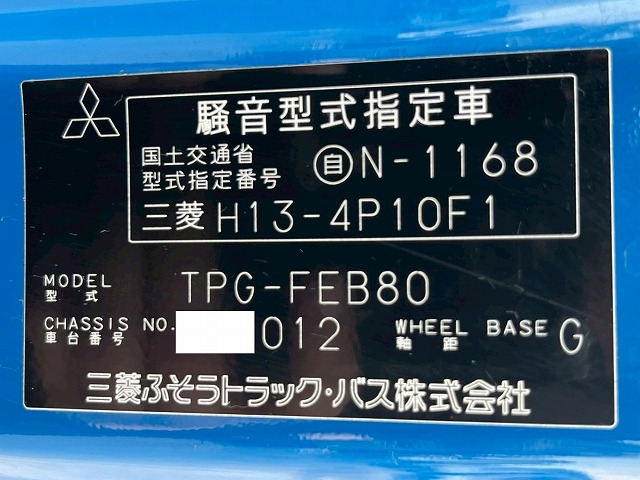 騒音型式指定車
国土交通省
型式指定番号 自N-1168
三菱 H13-4P10F1
MODEL
型式 TPG-FEB80
CHASSIS NO.
車台番号 012 WHEEL BASE
軸距 G
三菱ふそうトラック・バス株式会社